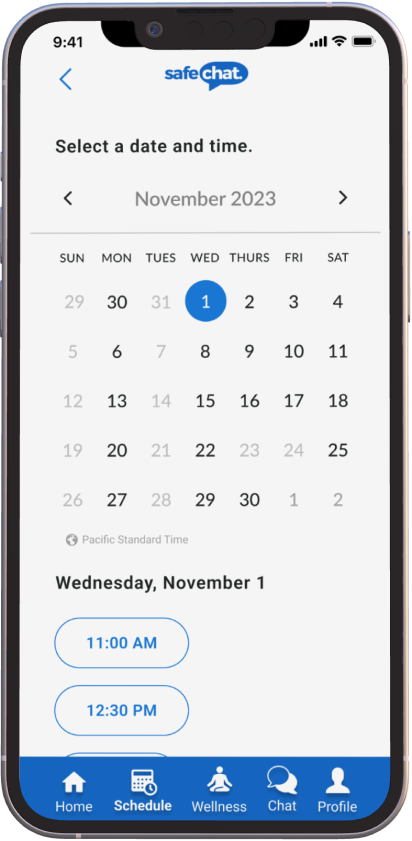 9:41
safechat.
Select a date and time.
November 2023
SUN MON TUES WED THURS FRI SAT
29 30 31 1 2 3 4
5 6 7 8 9 10 11
12 13 14 15 16 17 18
19 20 21 22 23 24 25
26 27 28 29 30 1 2
Pacific Standard Time
Wednesday, November 1
11:00 AM
12:30 PM
Home Schedule Wellness Chat Profile